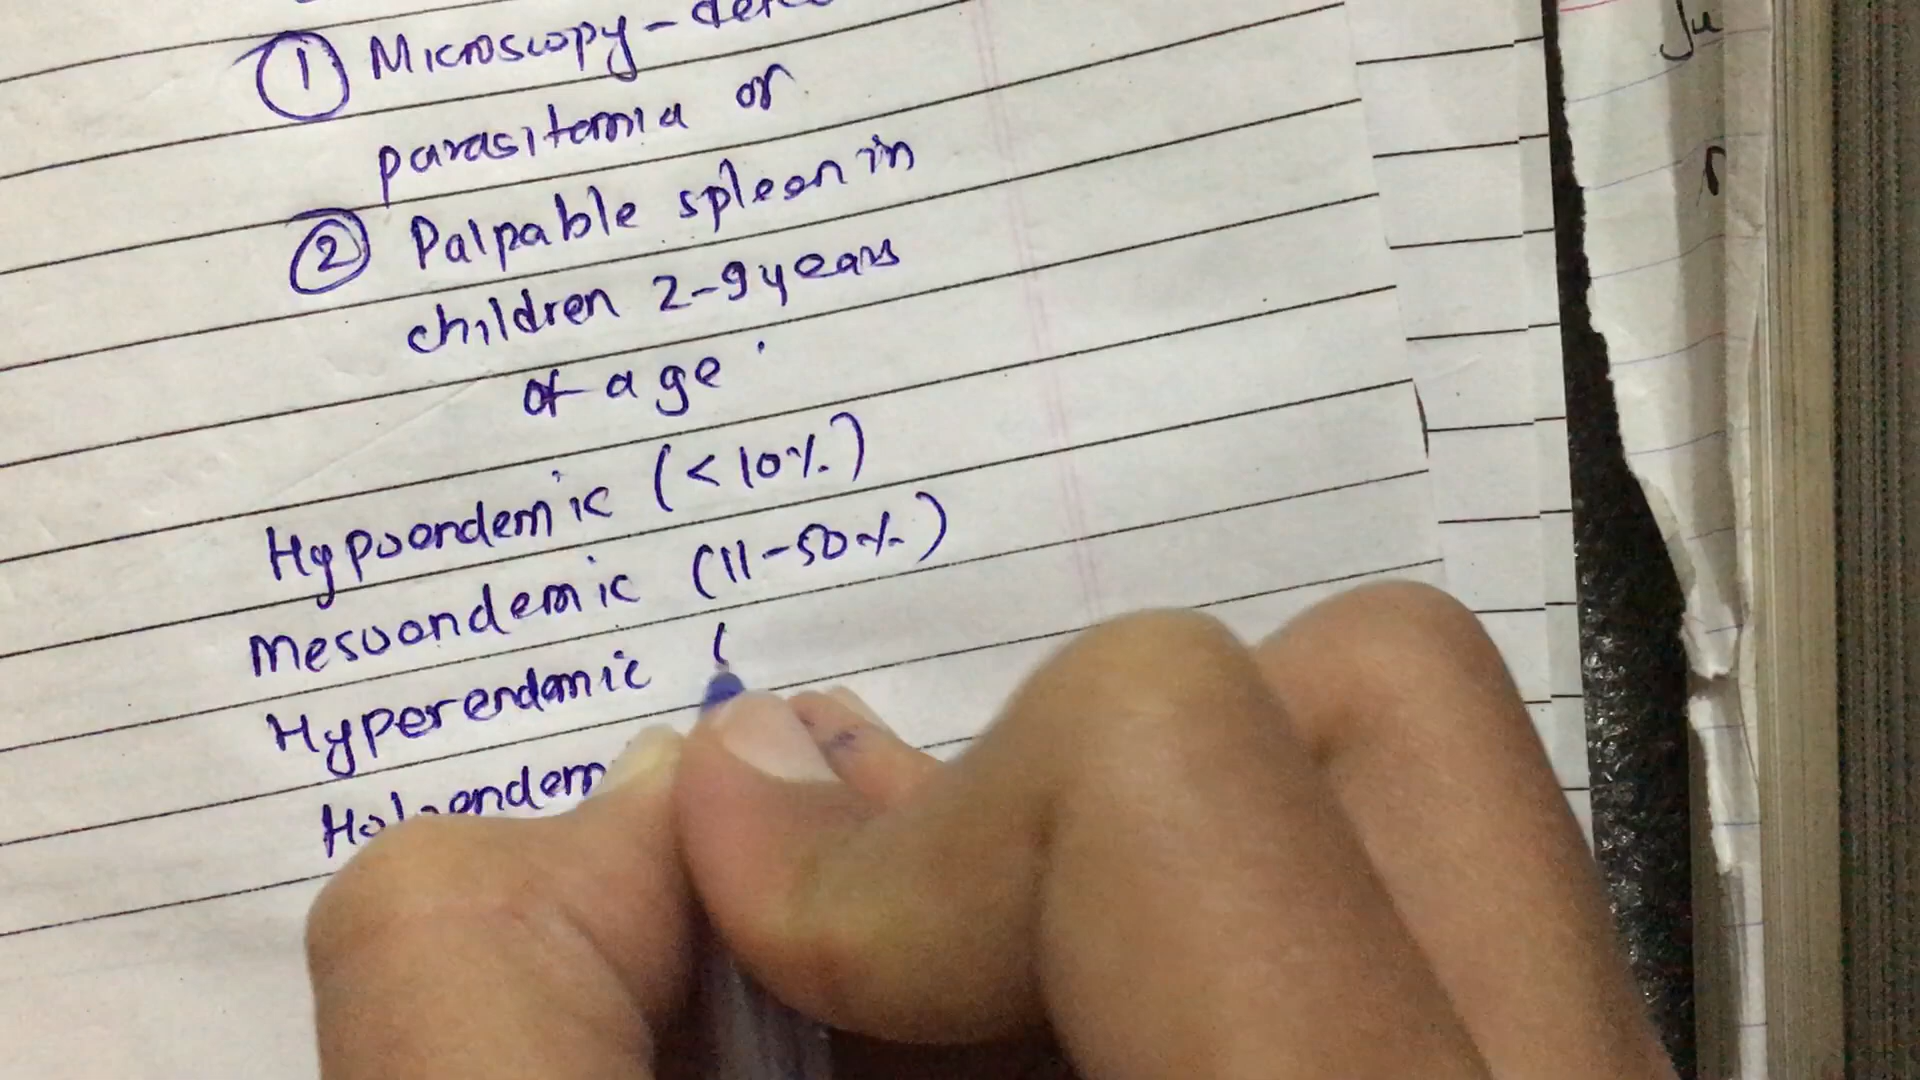 ① Microscopy -
parasitemia or
② Palpable spleen in
children 2-9 years
of age.
Hypoendemic (<10%)
Mesoendemic (11-50%)
Hyperendemic (